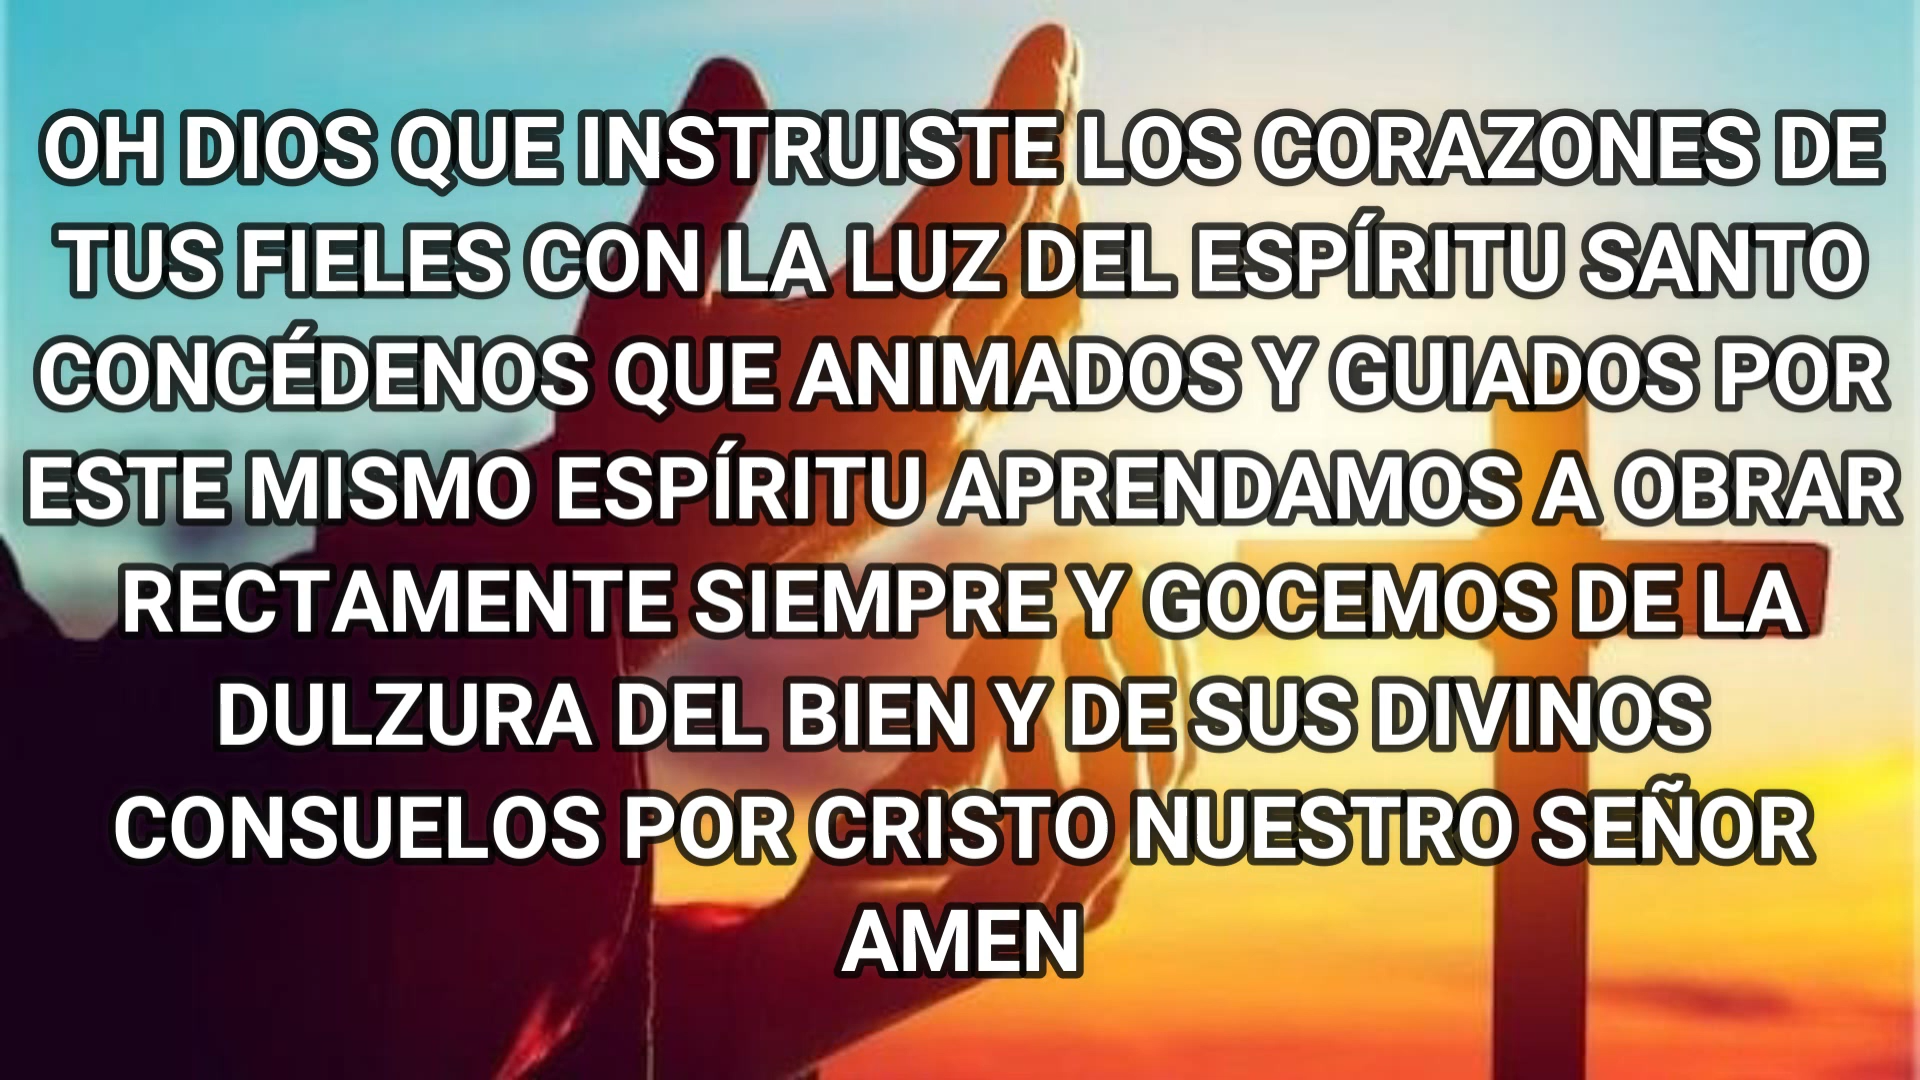 OH DIOS QUE INSTRUISTE LOS CORAZONES DE
TUS FIELES CON LA LUZ DEL ESPÍRITU SANTO
CONCÉDENOS QUE ANIMADOS Y GUIADOS POR
ESTE MISMO ESPÍRITU APRENDAMOS A OBRAR
RECTAMENTE SIEMPRE Y GOCEMOS DE LA
DULZURA DEL BIEN Y DE SUS DIVINOS
CONSUELOS POR CRISTO NUESTRO SEÑOR
AMEN